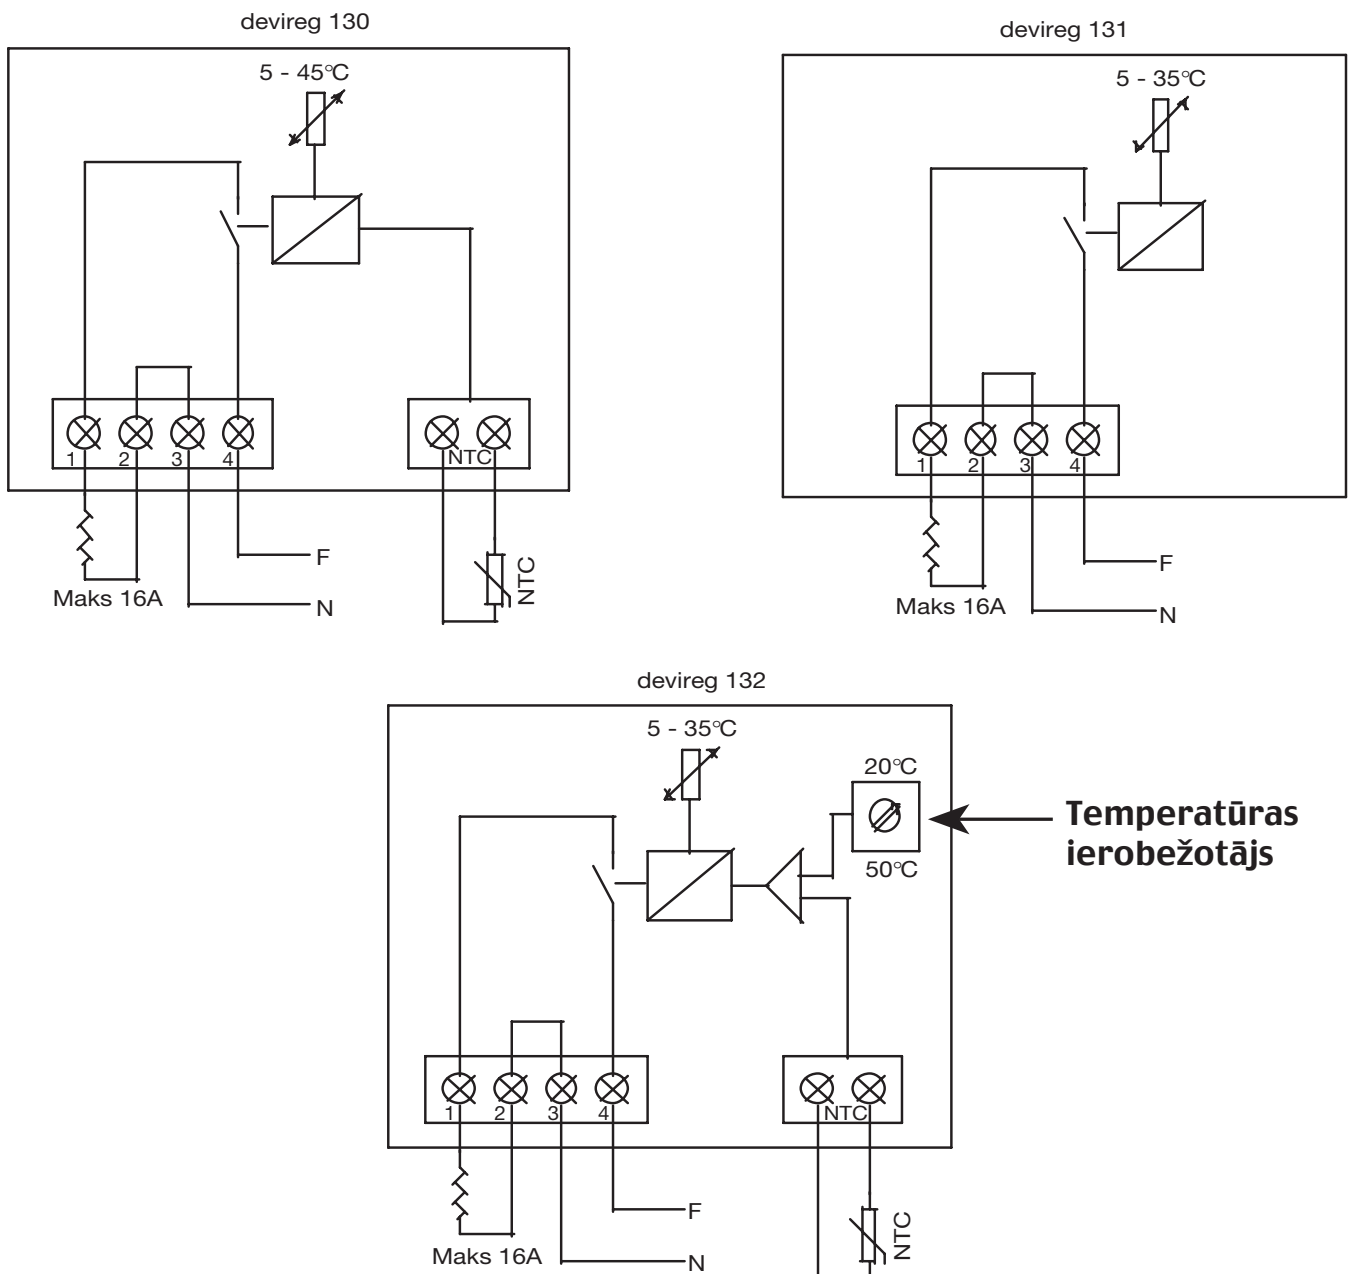 devireg 130
5 - 45°C
1 2 3 4
NTC
F
N
Maks 16A
NTC
devireg 131
5 - 35°C
1 2 3 4
F
N
Maks 16A
devireg 132
5 - 35°C
20°C
50°C
Temperatūras
ierobežotājs
1 2 3 4
NTC
F
N
Maks 16A
NTC